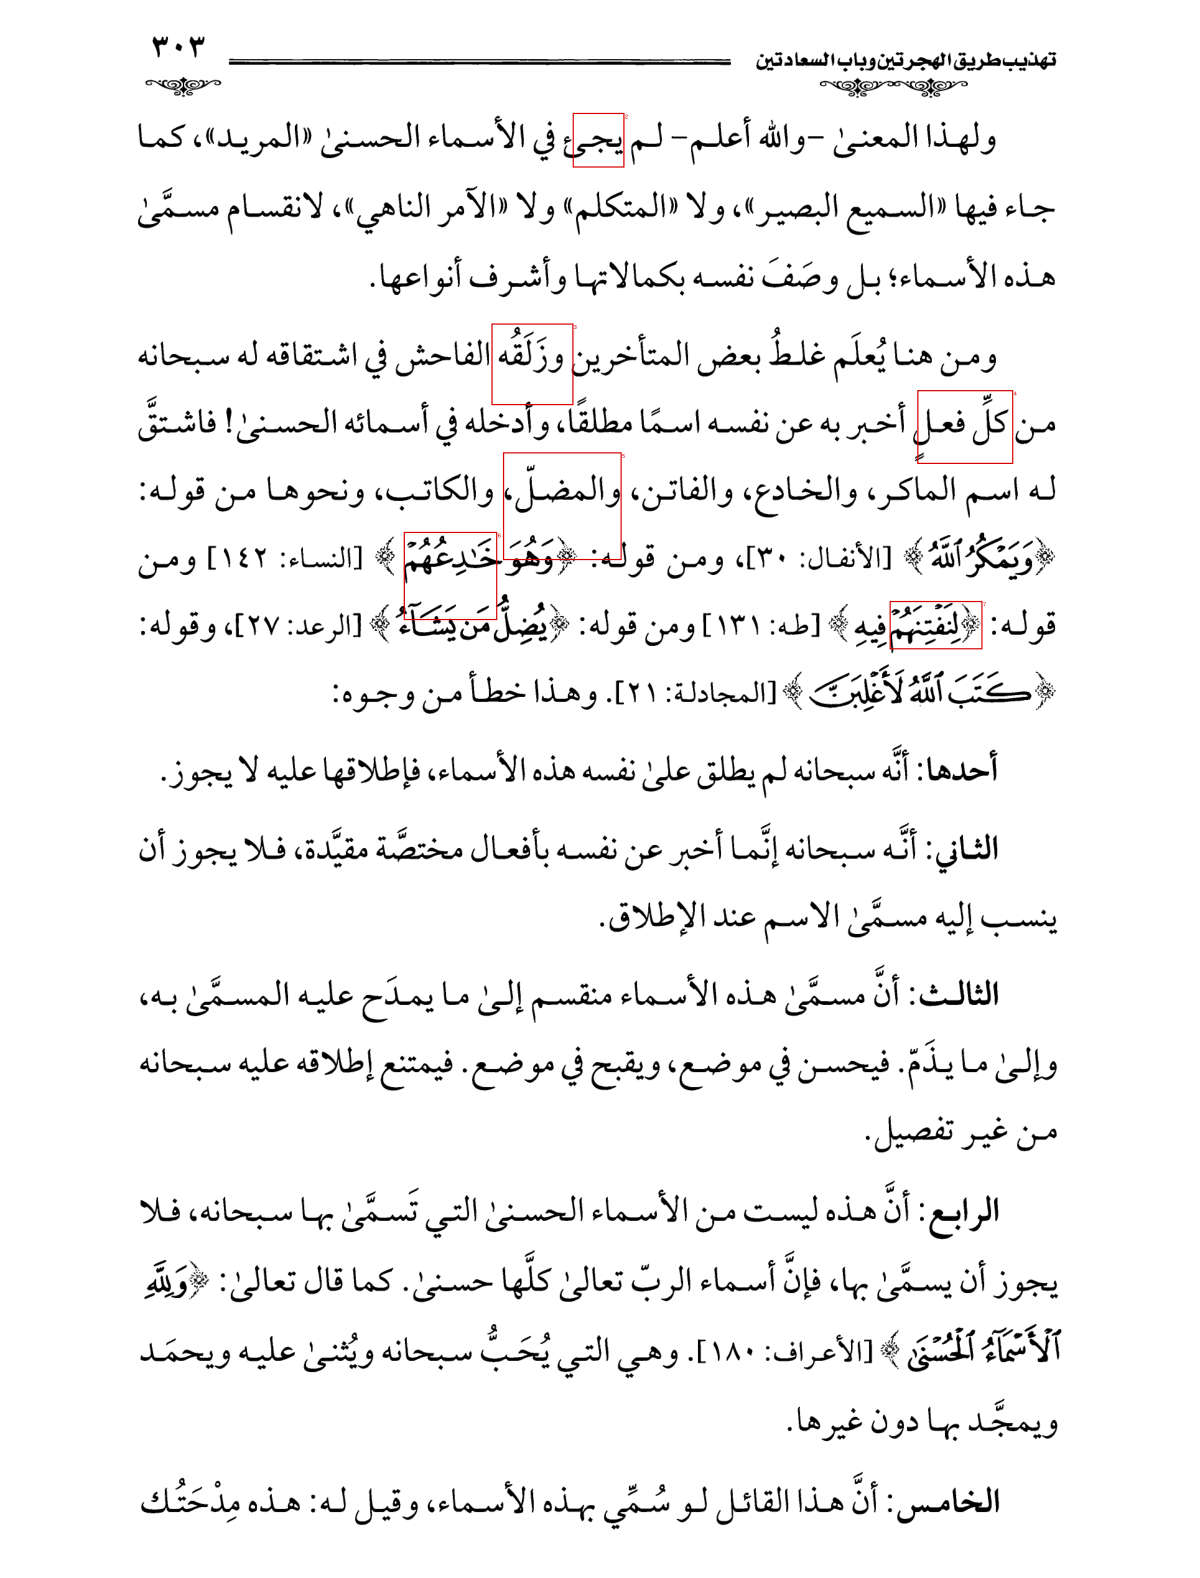 تهذيب طريق الهجرتين وباب السعادتين ٣٠٣
ولهذا المعنىٰ –والله أعلم– لم يجئ في الأسماء الحسنىٰ «المريد»، كما
جاء فيها «السميع البصير»، ولا «المتكلم» ولا «الآمر الناهي»، لانقسام مسمَّىٰ
هذه الأسماء؛ بل وصَفَ نفسه بكمالاتها وأشرف أنواعها.
ومن هنا يُعلَم غلطُ بعض المتأخرين وزَلَقُه الفاحش في اشتقاقه له سبحانه
من كلِّ فعلٍ أخبر به عن نفسه اسمًا مطلقًا، وأدخله في أسمائه الحسنىٰ! فاشتقَّ
له اسم الماكر، والخادع، والفاتن، والمضلّ، والكاتب، ونحوها من قوله:
﴿وَيَمْكُرُ ٱللَّهُ﴾ [الأنفال: ٣٠]، ومن قوله: ﴿وَهُوَ خَٰدِعُهُمْ﴾ [النساء: ١٤٢] ومن
قوله: ﴿لِنَفْتِنَهُمْ فِيهِ﴾ [طه: ١٣١] ومن قوله: ﴿يُضِلُّ مَن يَشَآءُ﴾ [الرعد: ٢٧]، وقوله:
﴿كَتَبَ ٱللَّهُ لَأَغْلِبَنَّ﴾ [المجادلة: ٢١]. وهذا خطأ من وجوه:
أحدها: أنَّه سبحانه لم يطلق علىٰ نفسه هذه الأسماء، فإطلاقها عليه لا يجوز.
الثاني: أنَّه سبحانه إنَّما أخبر عن نفسه بأفعال مختصَّة مقيَّدة، فلا يجوز أن
ينسب إليه مسمَّىٰ الاسم عند الإطلاق.
الثالث: أنَّ مسمَّىٰ هذه الأسماء منقسم إلىٰ ما يمدَح عليه المسمَّىٰ به،
وإلىٰ ما يذَمّ. فيحسن في موضع، ويقبح في موضع. فيمتنع إطلاقه عليه سبحانه
من غير تفصيل.
الرابع: أنَّ هذه ليست من الأسماء الحسنىٰ التي تَسمَّىٰ بها سبحانه، فلا
يجوز أن يسمَّىٰ بها، فإنَّ أسماء الربّ تعالىٰ كلَّها حسنىٰ. كما قال تعالىٰ: ﴿وَلِلَّهِ
ٱلْأَسْمَآءُ ٱلْحُسْنَىٰ﴾ [الأعراف: ١٨٠]. وهي التي يُحَبُّ سبحانه ويُثنىٰ عليه ويحمَد
ويمجَّد بها دون غيرها.
الخامس: أنَّ هذا القائل لو سُمِّي بهذه الأسماء، وقيل له: هذه مِدْحَتُك